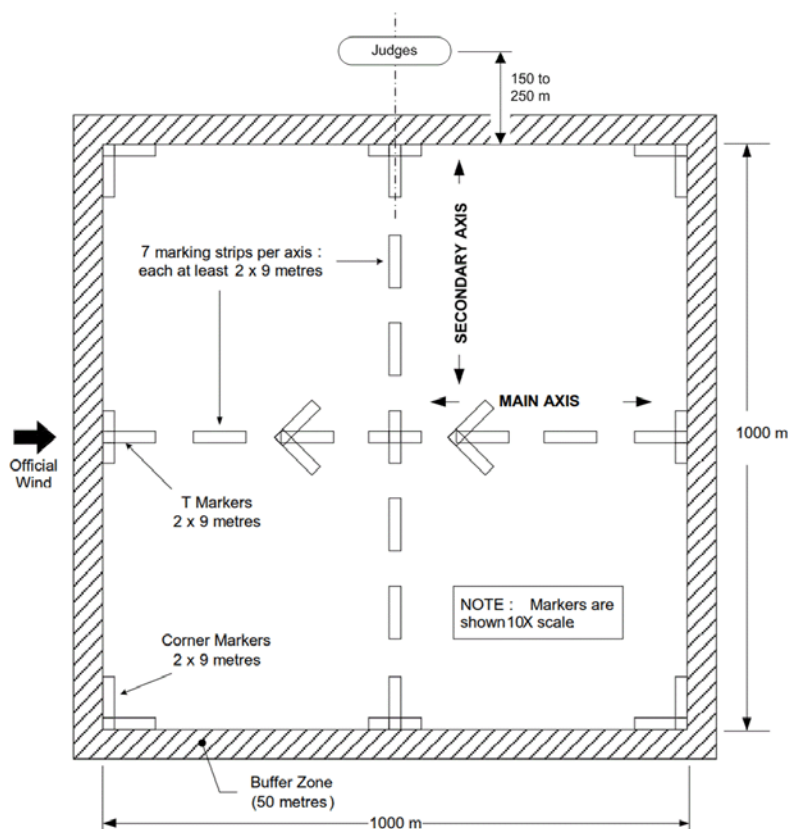 Judges
150 to
250 m
7 marking strips per axis :
each at least 2 x 9 metres
SECONDARY AXIS
MAIN AXIS
1000 m
Official
Wind
T Markers
2 x 9 metres
NOTE : Markers are
shown 10X scale
Corner Markers
2 x 9 metres
Buffer Zone
(50 metres)
1000 m